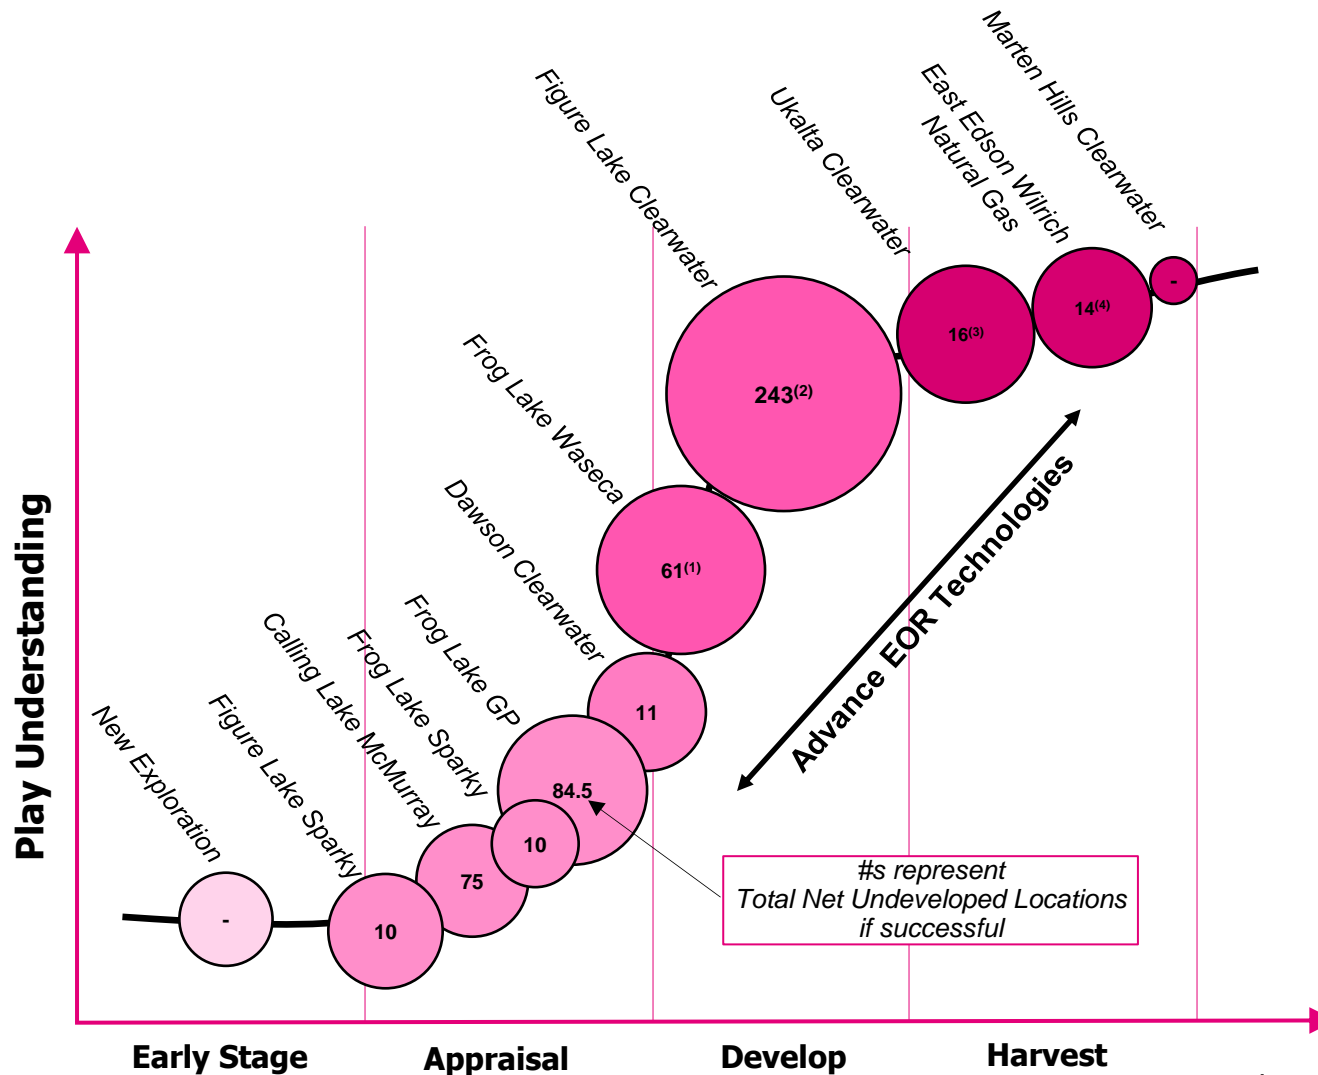 Marten Hills Clearwater
East Edson Wilrich
Natural Gas
Ukalta Clearwater
Figure Lake Clearwater
Frog Lake Waseca
Dawson Clearwater
Frog Lake GP
Frog Lake Sparky
Calling Lake McMurray
Figure Lake Sparky
New Exploration
-
14(4)
16(3)
243(2)
61(1)
11
84.5
10
75
10
-
Advance EOR Technologies
#s represent
Total Net Undeveloped Locations
if successful
Play Understanding
Early Stage
Appraisal
Develop
Harvest